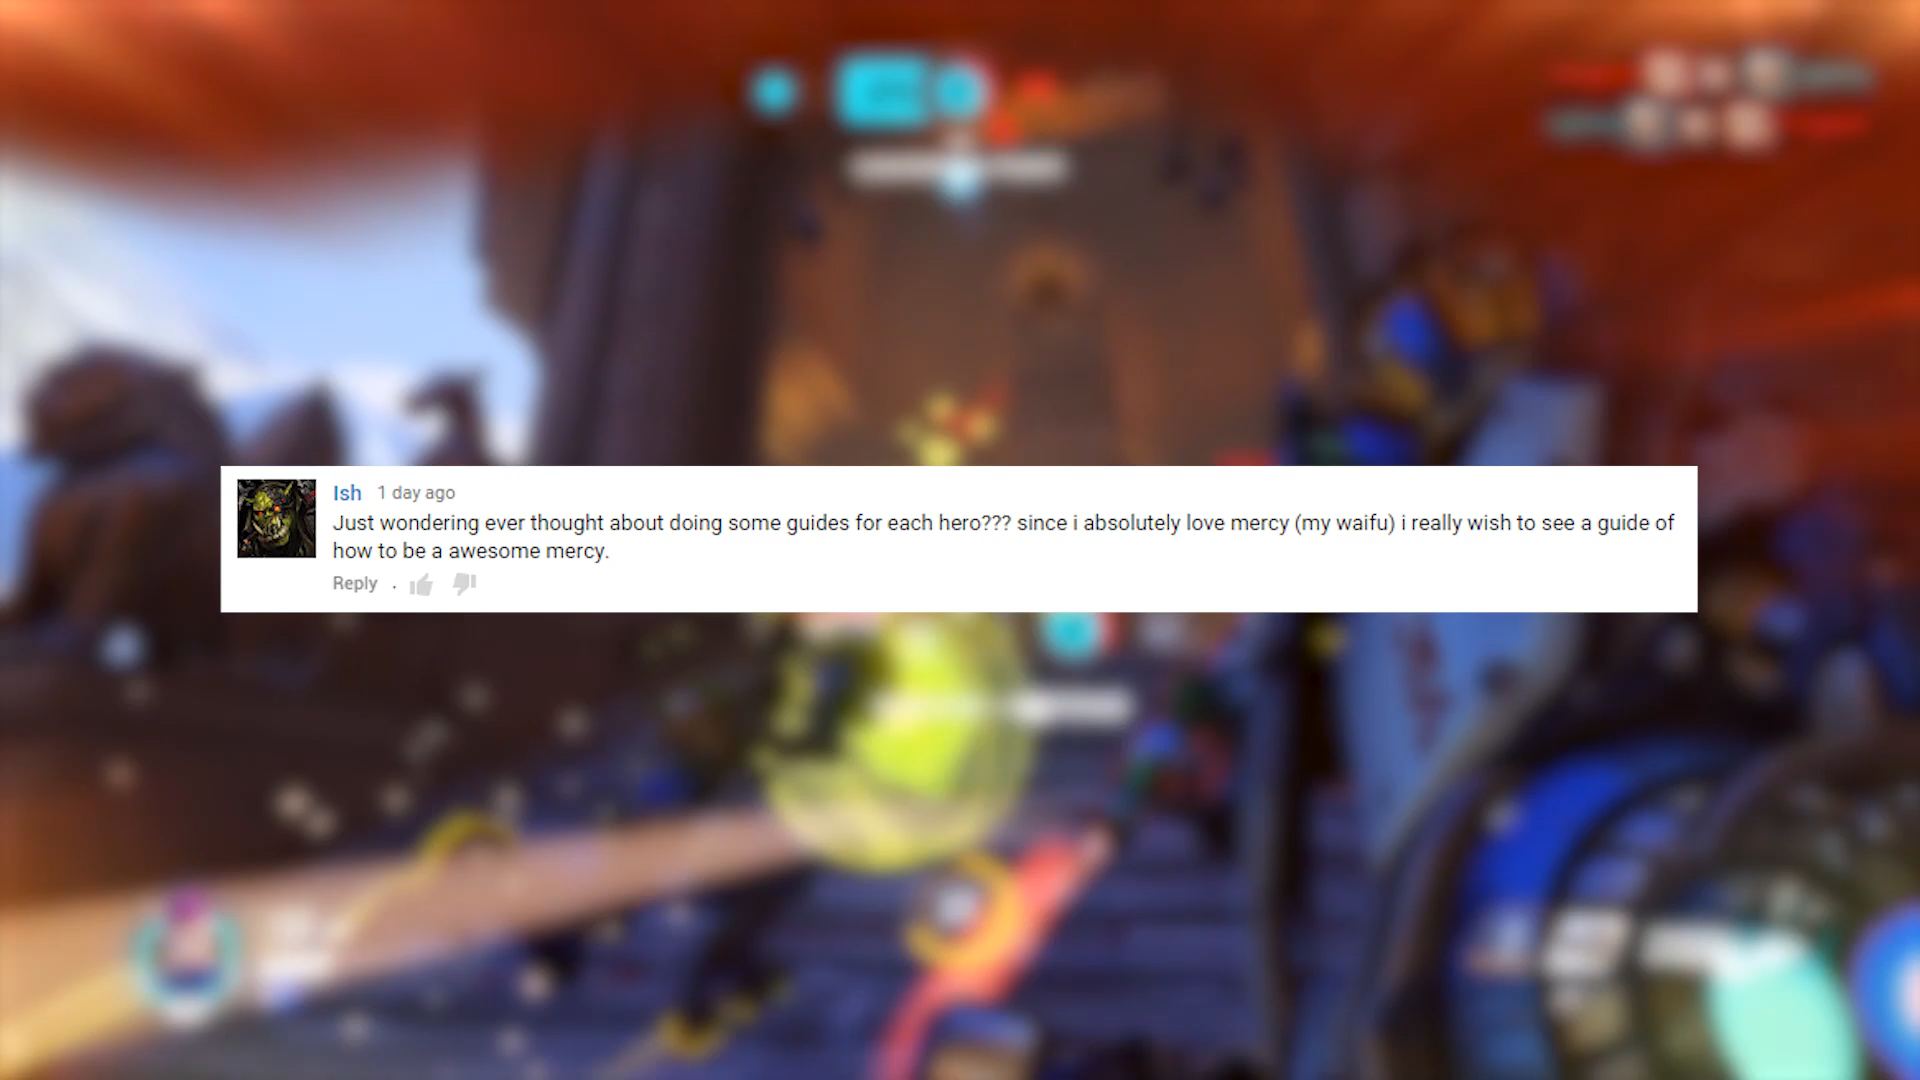 Ish 1 day ago
Just wondering ever thought about doing some guides for each hero??? since i absolutely love mercy (my waifu) i really wish to see a guide of
how to be a awesome mercy.
Reply .